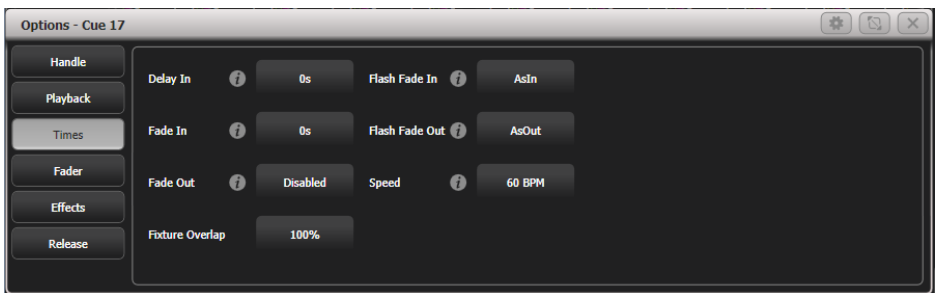 Options - Cue 17
Handle
Playback
Times
Fader
Effects
Release
Delay In i 0s Flash Fade In i AsIn
Fade In i 0s Flash Fade Out i AsOut
Fade Out i Disabled Speed i 60 BPM
Fixture Overlap 100%